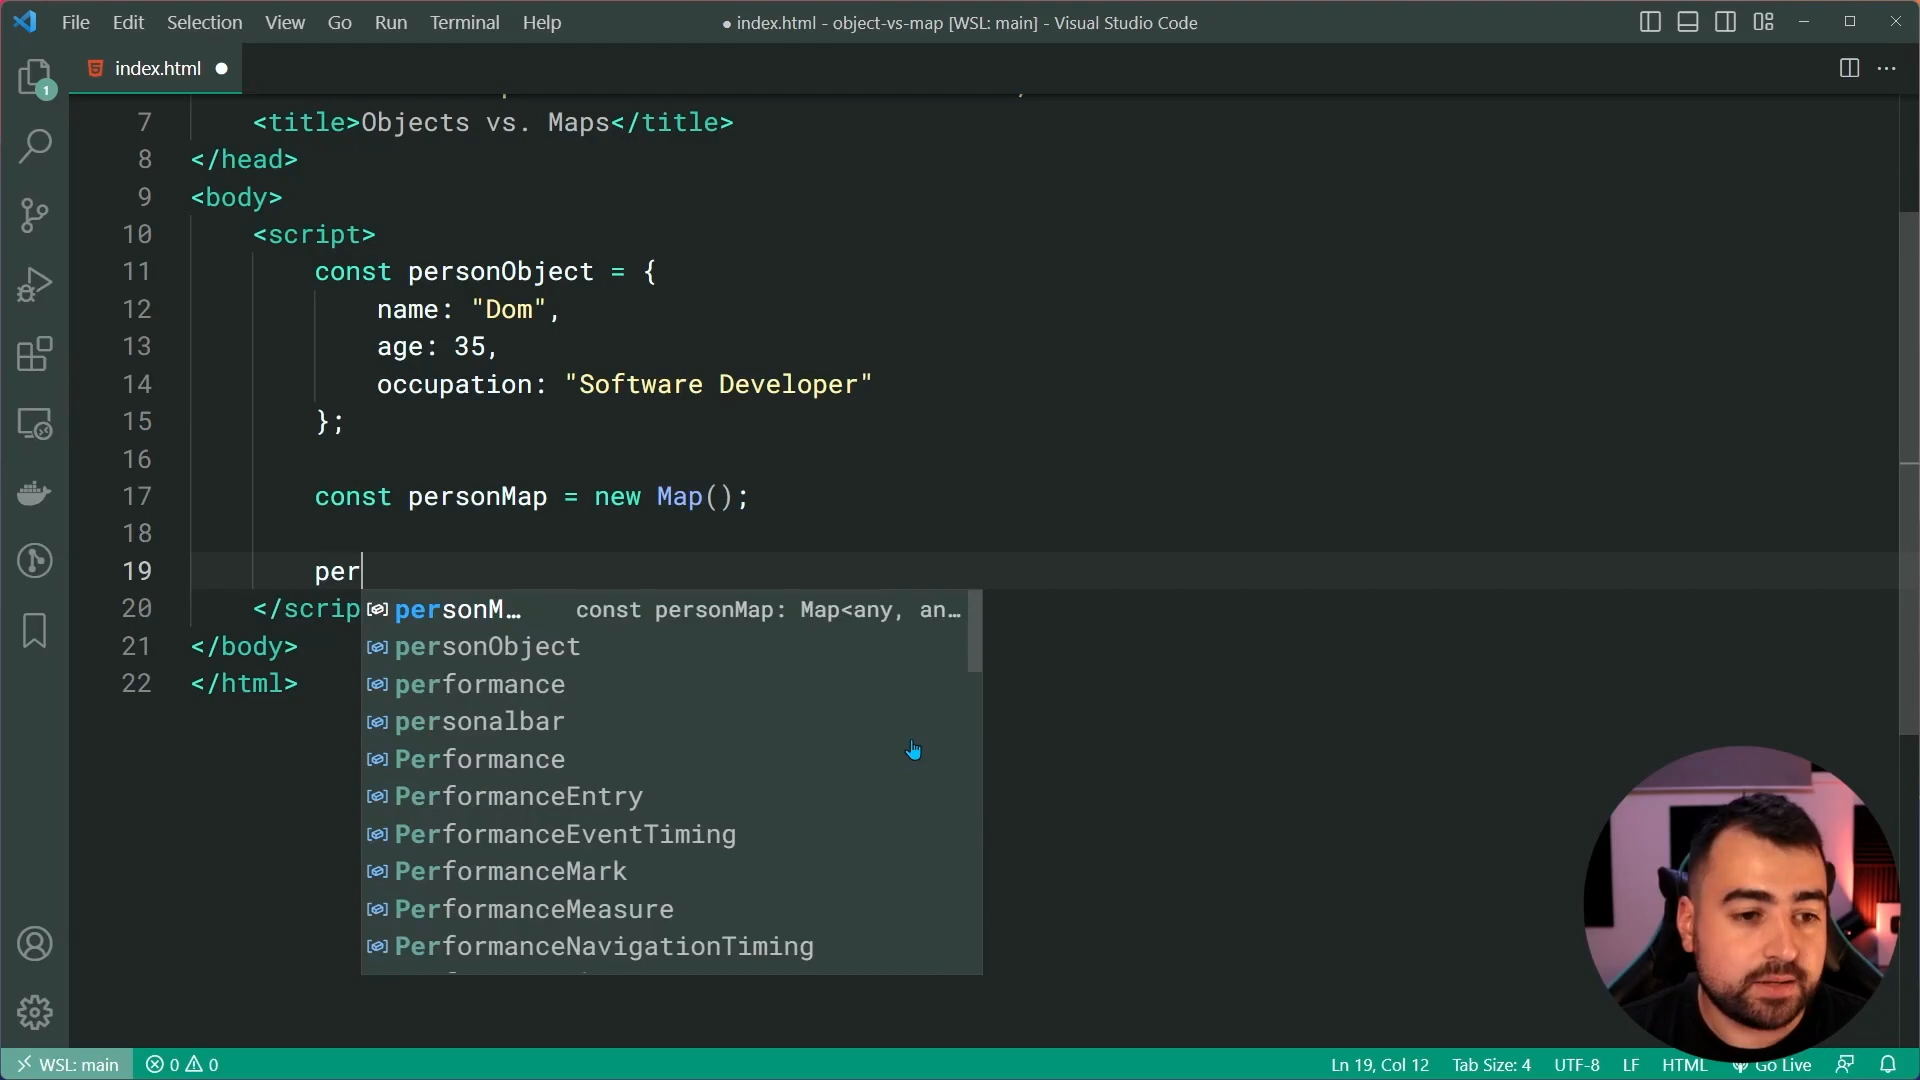 File Edit Selection View Go Run Terminal Help
● index.html - object-vs-map [WSL: main] - Visual Studio Code
1
index.html
7 <title>Objects vs. Maps</title>
8 </head>
9 <body>
10 <script>
11 const personObject = {
12 name: "Dom",
13 age: 35,
14 occupation: "Software Developer"
15 };
16
17 const personMap = new Map();
18
19 per
20 </scrip
personM… const personMap: Map<any, an…
personObject
21 </body>
22 </html>
performance
personalbar
Performance
PerformanceEntry
PerformanceEventTiming
PerformanceMark
PerformanceMeasure
PerformanceNavigationTiming
WSL: main 0 0 Ln 19, Col 12 Tab Size: 4 UTF-8 LF HTML Go Live